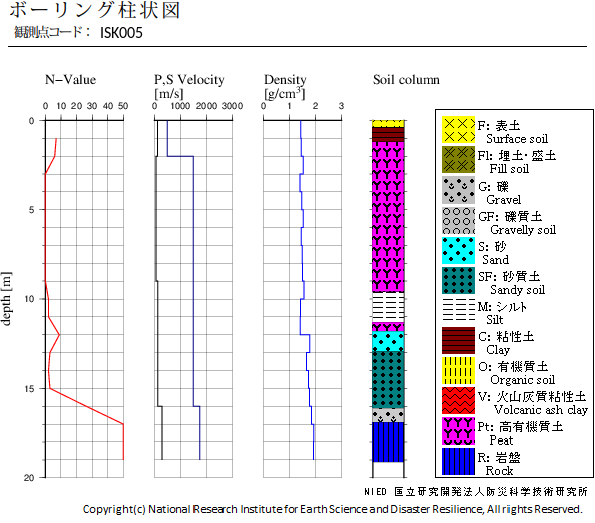 ボーリング柱状図
観測点コード： ISK005
N−Value
P,S Velocity
[m/s]
Density
[g/cm³]
Soil column
0 10 20 30 40 50
0 1000 2000 3000
0 1 2 3
0
5
10
15
20
depth [m]
F: 表土
Surface soil
Fl: 埋土・盛土
Fill soil
G: 礫
Gravel
GF: 礫質土
Gravelly soil
S: 砂
Sand
SF: 砂質土
Sandy soil
M: シルト
Silt
C: 粘性土
Clay
O: 有機質土
Organic soil
V: 火山灰質粘性土
Volcanic ash clay
Pt: 高有機質土
Peat
R: 岩盤
Rock
NIED 国立研究開発法人防災科学技術研究所
Copyright(c) National Research Institute for Earth Science and Disaster Resilience, All rights Reserved.